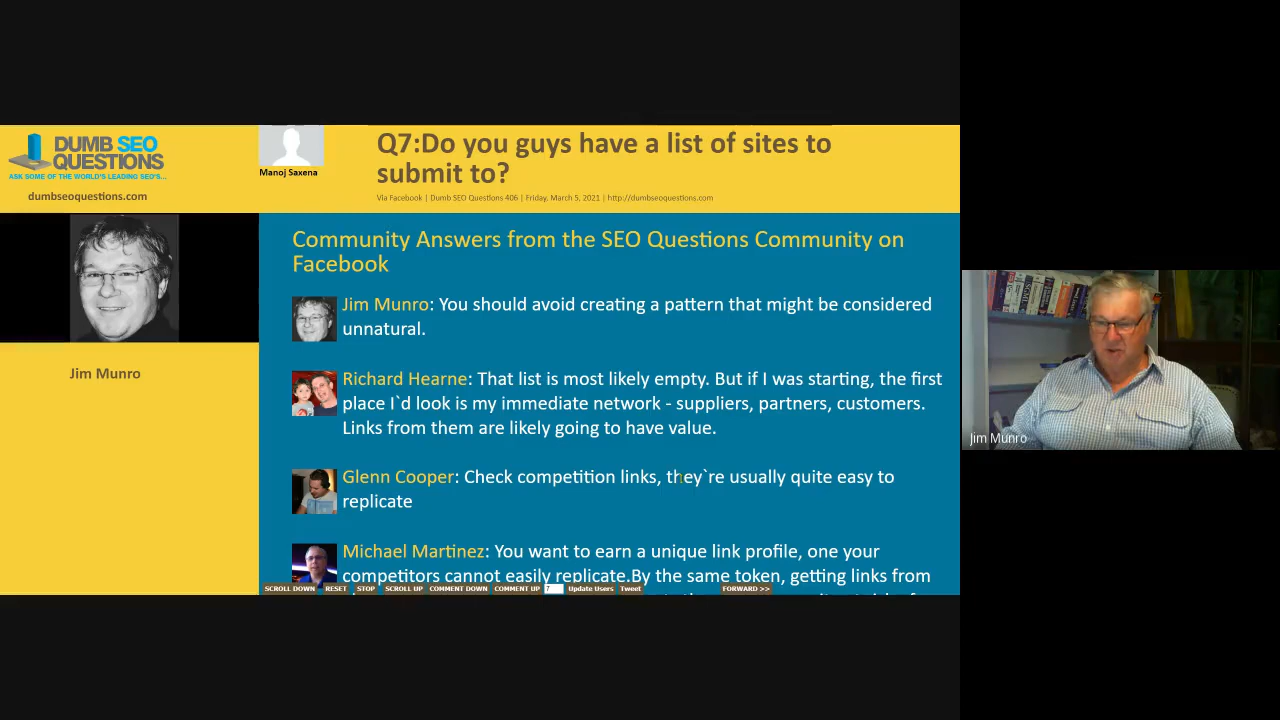 DUMB SEO
QUESTIONS
ASK SOME OF THE WORLD'S LEADING SEO'S...
dumbseoquestions.com
Manoj Saxena
Q7:Do you guys have a list of sites to
submit to?
Via Facebook | Dumb SEO Questions 406 | Friday, March 5, 2021 | http://dumbseoquestions.com
Jim Munro
Community Answers from the SEO Questions Community on
Facebook
Jim Munro: You should avoid creating a pattern that might be considered
unnatural.
Richard Hearne: That list is most likely empty. But if I was starting, the first
place I`d look is my immediate network - suppliers, partners, customers.
Links from them are likely going to have value.
Glenn Cooper: Check competition links, they`re usually quite easy to
replicate
Michael Martinez: You want to earn a unique link profile, one your
competitors cannot easily replicate.By the same token, getting links from
SCROLL DOWN RESET STOP SCROLL UP COMMENT DOWN COMMENT UP 7 Update Users Tweet FORWARD >>
Jim Munro